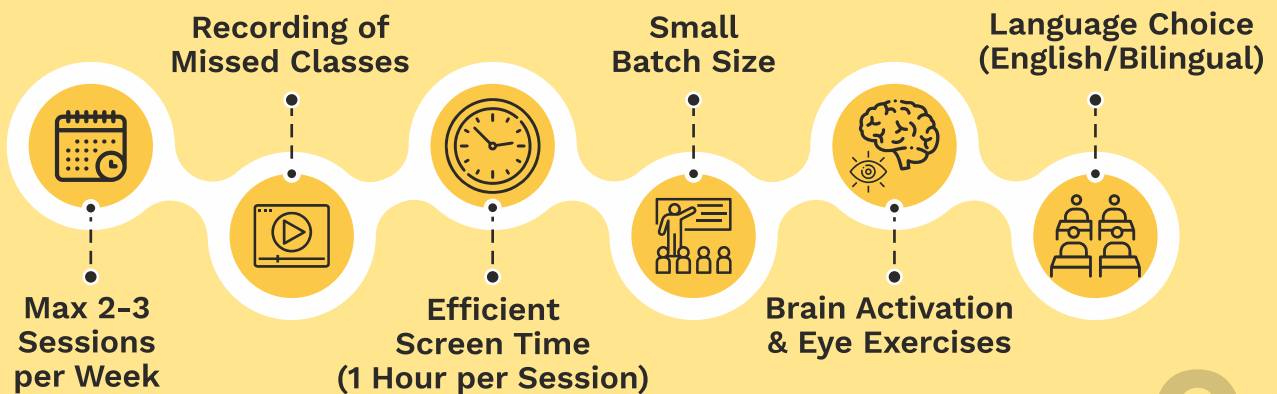 Max 2-3
Sessions
per Week
Recording of
Missed Classes
Efficient
Screen Time
(1 Hour per Session)
Small
Batch Size
Brain Activation
& Eye Exercises
Language Choice
(English/Bilingual)